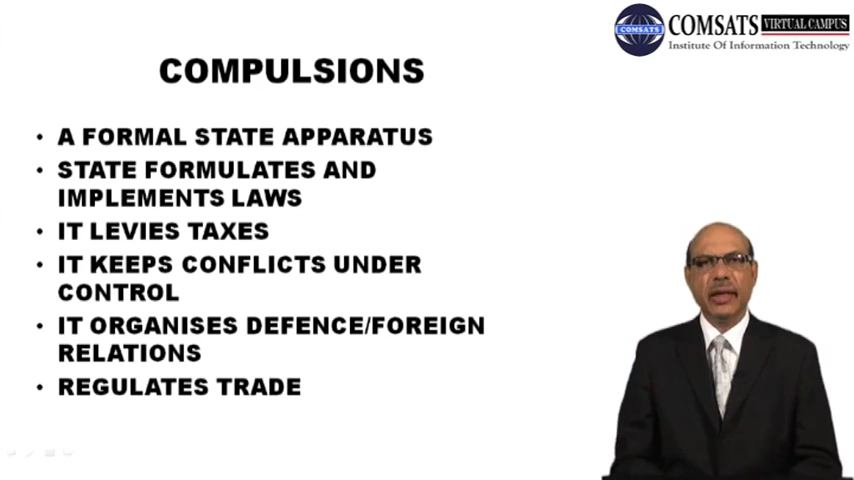 COMSATS VIRTUAL CAMPUS
Institute Of Information Technology
COMSATS
COMPULSIONS
• A FORMAL STATE APPARATUS
• STATE FORMULATES AND
IMPLEMENTS LAWS
• IT LEVIES TAXES
• IT KEEPS CONFLICTS UNDER
CONTROL
• IT ORGANISES DEFENCE/FOREIGN
RELATIONS
• REGULATES TRADE